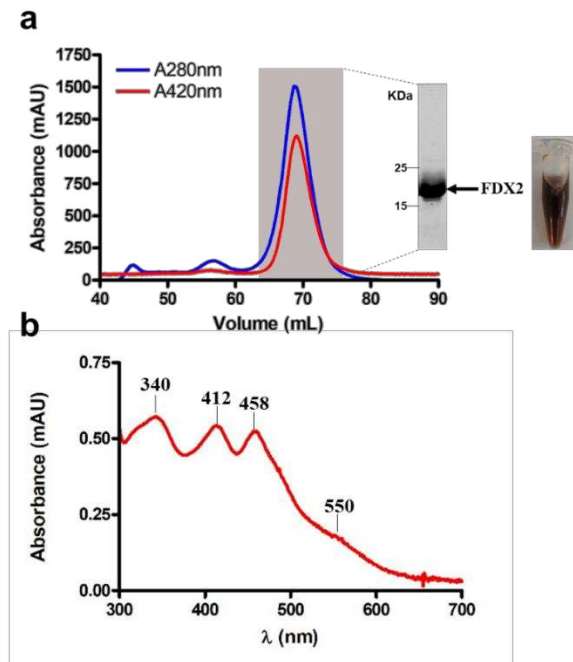 a
A280nm
A420nm
Absorbance (mAU)
1750
1500
1250
1000
750
500
250
0
40 50 60 70 80 90
Volume (mL)
KDa
25
15
FDX2
b
Absorbance (mAU)
0.75
0.50
0.25
0.00
340
412
458
550
300 400 500 600 700
λ (nm)